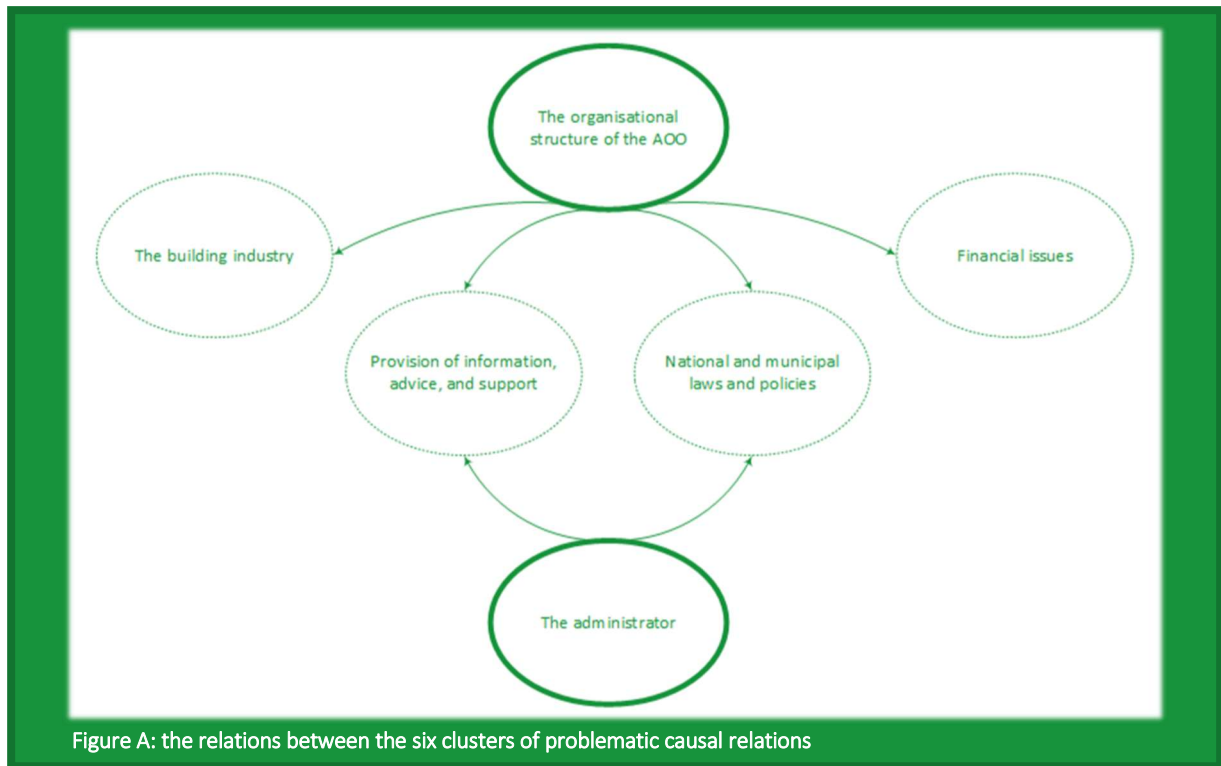 The organisational
structure of the AOO
The building industry
Financial issues
Provision of information,
advice, and support
National and municipal
laws and policies
The administrator
Figure A: the relations between the six clusters of problematic causal relations